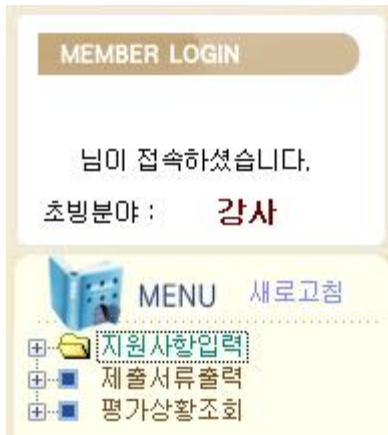 MEMBER LOGIN
님이 접속하셨습니다.
초빙분야 : 강사
MENU 새로고침
지원사항입력
제출서류출력
평가상황조회